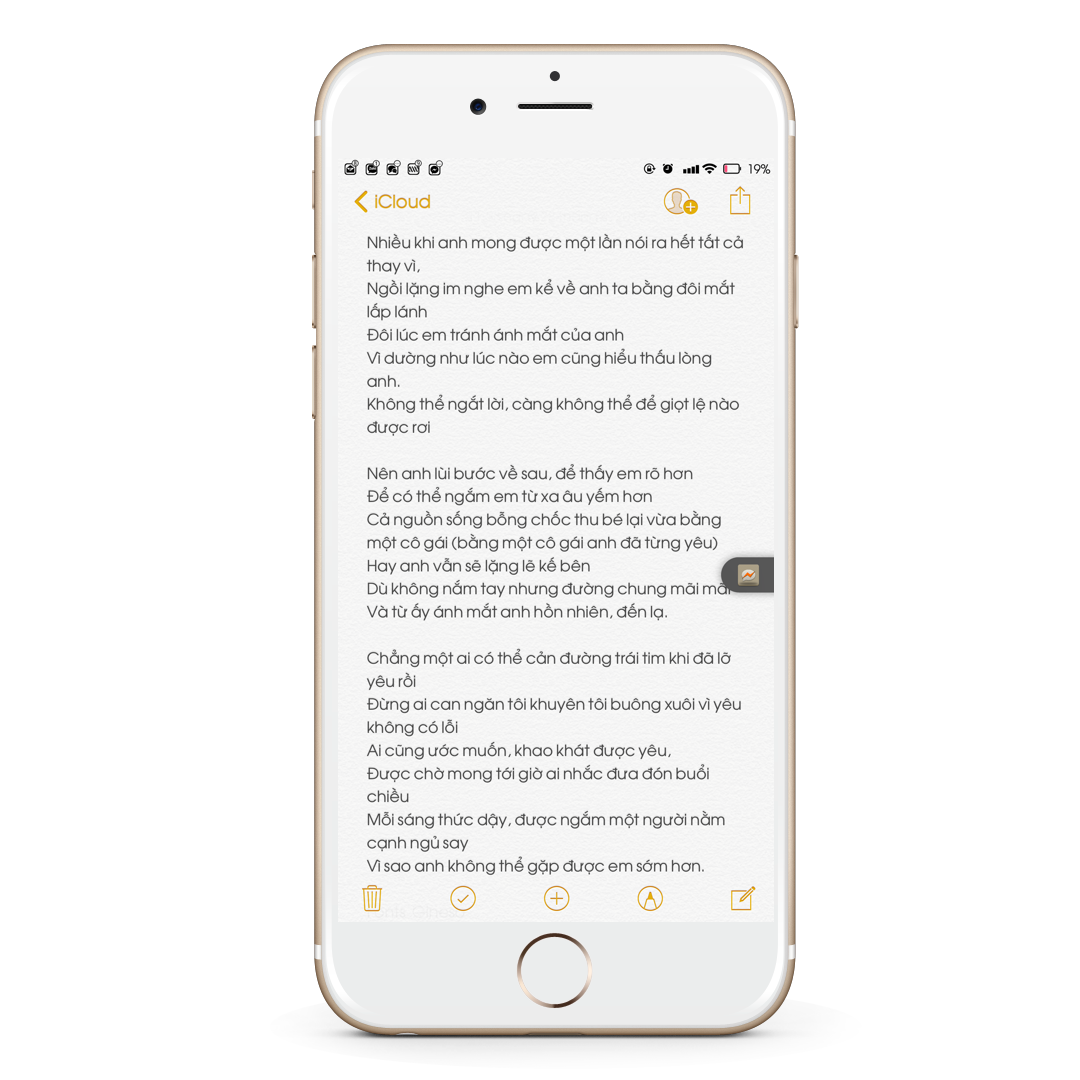 19%
iCloud
Nhiều khi anh mong được một lần nói ra hết tất cả
thay vì,
Ngồi lặng im nghe em kể về anh ta bằng đôi mắt
lấp lánh
Đôi lúc em tránh ánh mắt của anh
Vì dường như lúc nào em cũng hiểu thấu lòng
anh.
Không thể ngắt lời, càng không thể để giọt lệ nào
được rơi
Nên anh lùi bước về sau, để thấy em rõ hơn
Để có thể ngắm em từ xa âu yếm hơn
Cả nguồn sống bỗng chốc thu bé lại vừa bằng
một cô gái (bằng một cô gái anh đã từng yêu)
Hay anh vẫn sẽ lặng lẽ kế bên
Dù không nắm tay nhưng đường chung mãi mãi
Và từ ấy ánh mắt anh hồn nhiên, đến lạ.
Chẳng một ai có thể cản đường trái tim khi đã lỡ
yêu rồi
Đừng ai can ngăn tôi khuyên tôi buông xuôi vì yêu
không có lỗi
Ai cũng ước muốn, khao khát được yêu,
Được chờ mong tới giờ ai nhắc đưa đón buổi
chiều
Mỗi sáng thức dậy, được ngắm một người nằm
cạnh ngủ say
Vì sao anh không thể gặp được em sớm hơn.